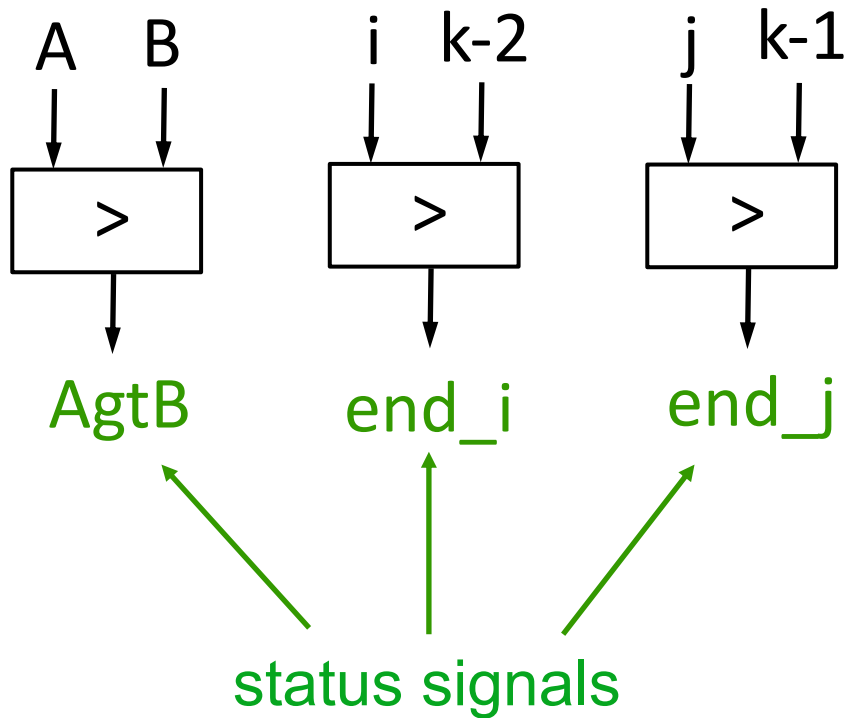 A B i k-2 j k-1
> > >
AgtB end_i end_j
status signals